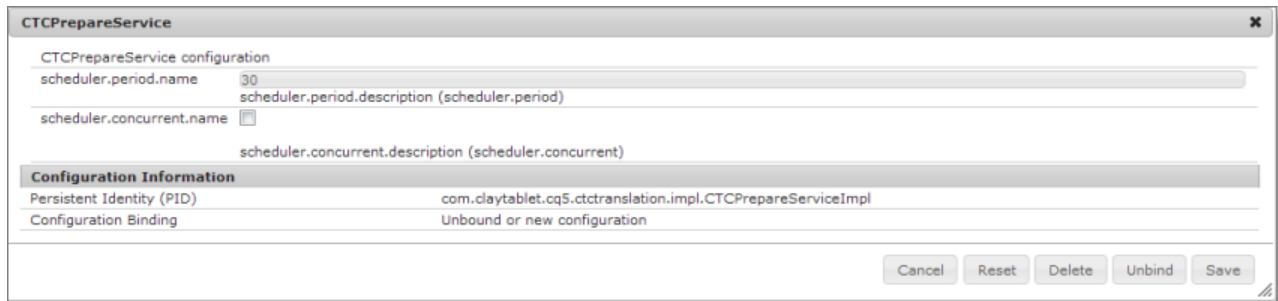 CTCPrepareService
CTCPrepareService configuration
scheduler.period.name 30
scheduler.period.description (scheduler.period)
scheduler.concurrent.name
scheduler.concurrent.description (scheduler.concurrent)
Configuration Information
Persistent Identity (PID) com.claytablet.cq5.ctctranslation.impl.CTCPrepareServiceImpl
Configuration Binding Unbound or new configuration
Cancel Reset Delete Unbind Save